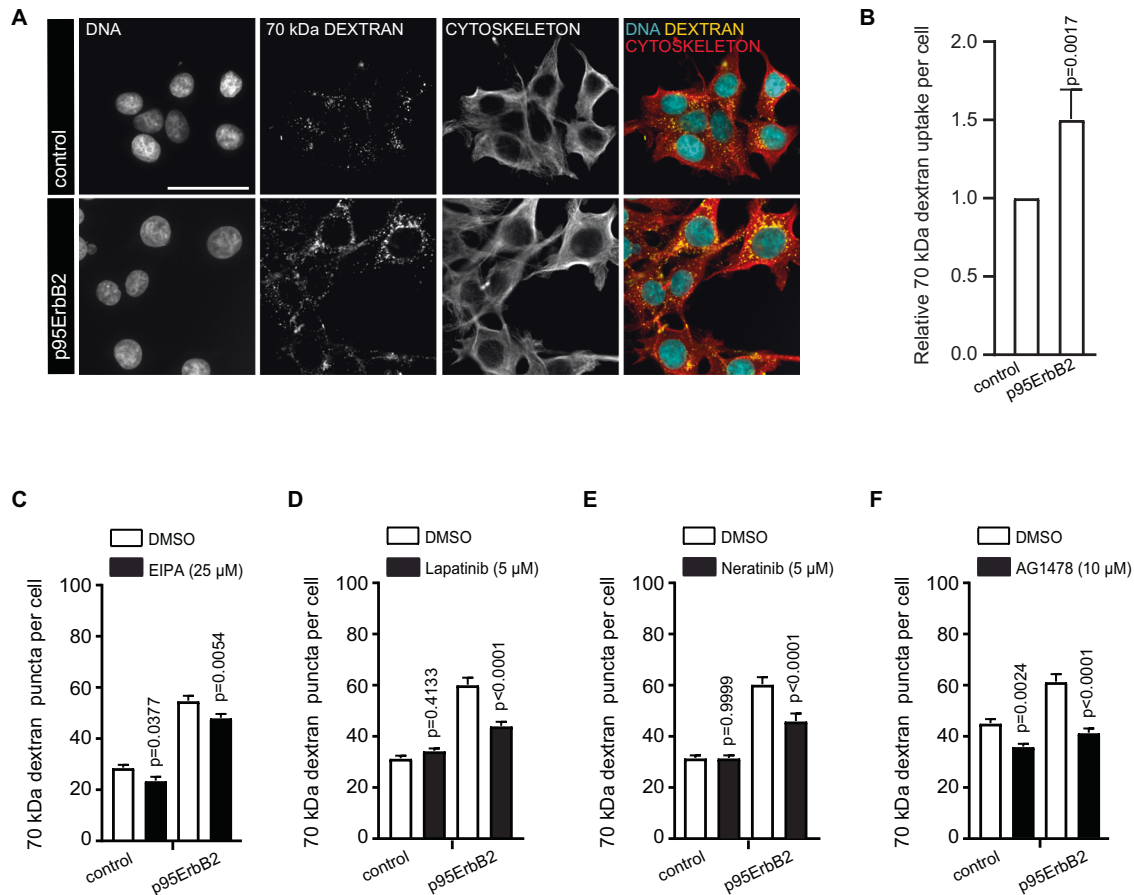 A
DNA
70 kDa DEXTRAN
CYTOSKELETON
DNA DEXTRAN
CYTOSKELETON
control
p95ErbB2
B
Relative 70 kDa dextran uptake per cell
2.0
1.5
1.0
0.5
0.0
p=0.0017
control
p95ErbB2
C
DMSO
EIPA (25 μM)
70 kDa dextran puncta per cell
100
80
60
40
20
0
p=0.0377
p=0.0054
control
p95ErbB2
D
DMSO
Lapatinib (5 μM)
70 kDa dextran puncta per cell
100
80
60
40
20
0
p=0.4133
p<0.0001
control
p95ErbB2
E
DMSO
Neratinib (5 μM)
70 kDa dextran puncta per cell
100
80
60
40
20
0
p=0.9999
p<0.0001
control
p95ErbB2
F
DMSO
AG1478 (10 μM)
70 kDa dextran puncta per cell
100
80
60
40
20
0
p=0.0024
p<0.0001
control
p95ErbB2